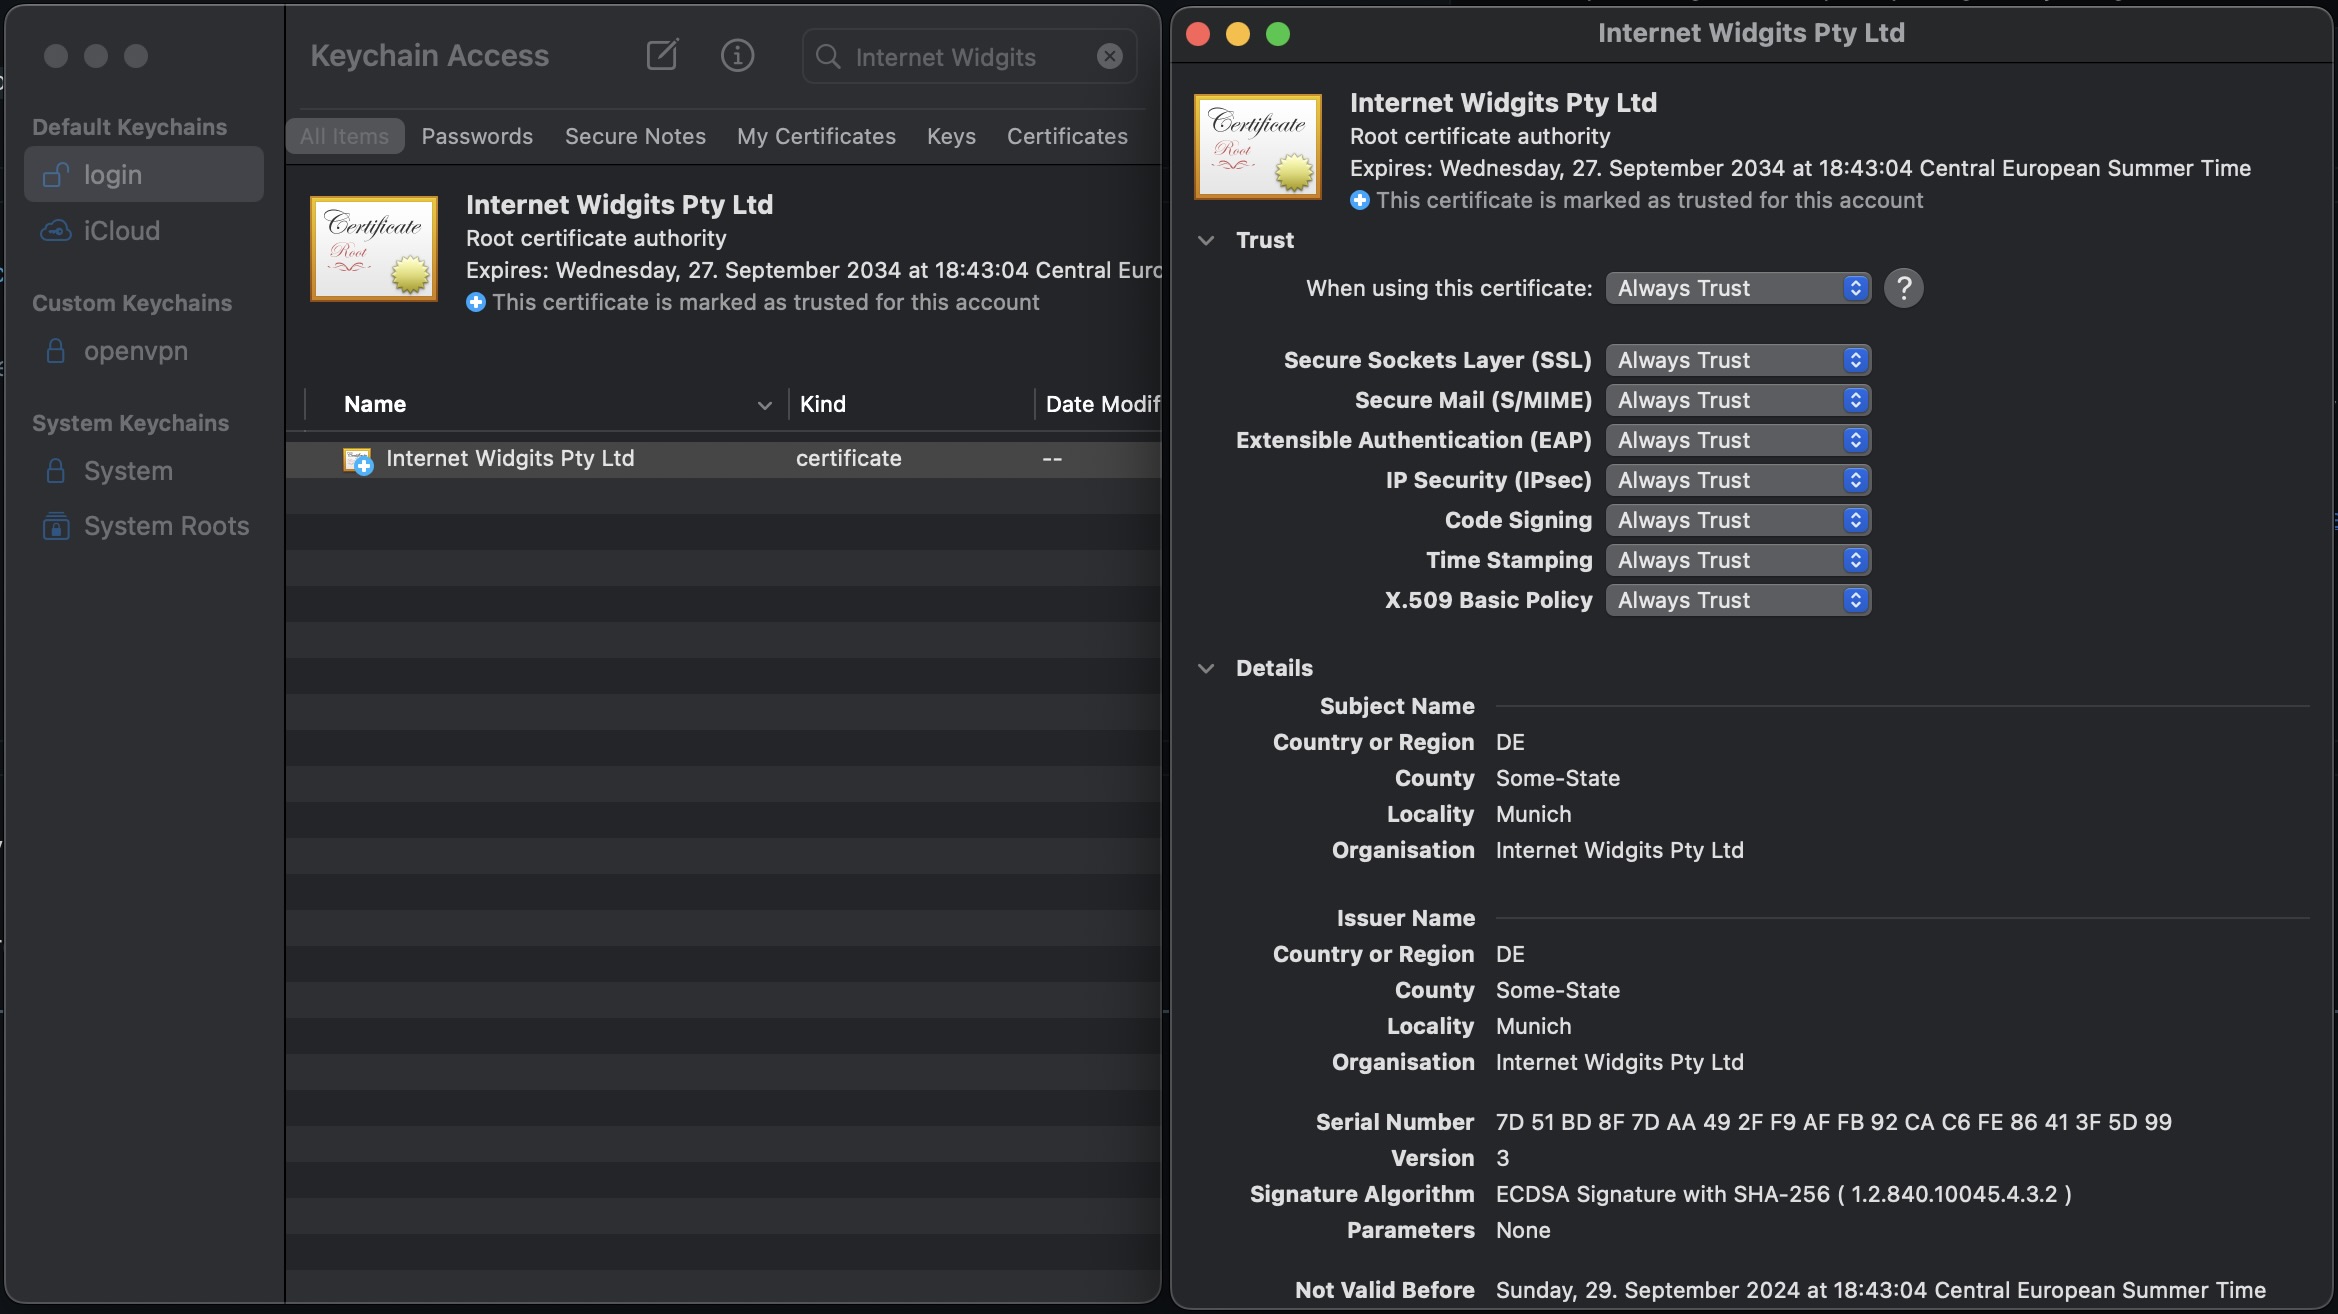 Keychain Access
Internet Widgits
Default Keychains
login
iCloud
Custom Keychains
openvpn
System Keychains
System
System Roots
All Items Passwords Secure Notes My Certificates Keys Certificates
Certificate
Root
Internet Widgits Pty Ltd
Root certificate authority
Expires: Wednesday, 27. September 2034 at 18:43:04 Central Euro
This certificate is marked as trusted for this account
Name Kind Date Modif
Internet Widgits Pty Ltd certificate --
Internet Widgits Pty Ltd
Certificate
Root
Internet Widgits Pty Ltd
Root certificate authority
Expires: Wednesday, 27. September 2034 at 18:43:04 Central European Summer Time
This certificate is marked as trusted for this account
Trust
When using this certificate: Always Trust ?
Secure Sockets Layer (SSL) Always Trust
Secure Mail (S/MIME) Always Trust
Extensible Authentication (EAP) Always Trust
IP Security (IPsec) Always Trust
Code Signing Always Trust
Time Stamping Always Trust
X.509 Basic Policy Always Trust
Details
Subject Name
Country or Region DE
County Some-State
Locality Munich
Organisation Internet Widgits Pty Ltd
Issuer Name
Country or Region DE
County Some-State
Locality Munich
Organisation Internet Widgits Pty Ltd
Serial Number 7D 51 BD 8F 7D AA 49 2F F9 AF FB 92 CA C6 FE 86 41 3F 5D 99
Version 3
Signature Algorithm ECDSA Signature with SHA-256 ( 1.2.840.10045.4.3.2 )
Parameters None
Not Valid Before Sunday, 29. September 2024 at 18:43:04 Central European Summer Time